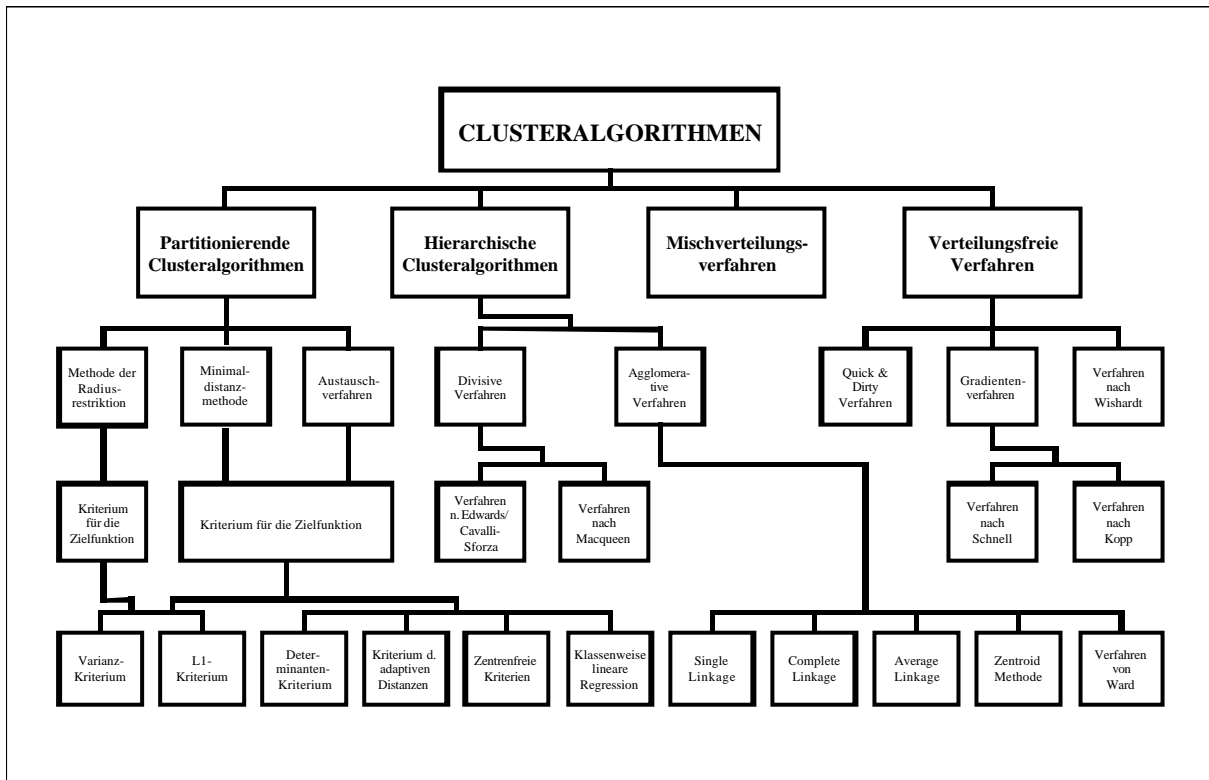 CLUSTERALGORITHMEN
Partitionierende
Clusteralgorithmen
Hierarchische
Clusteralgorithmen
Mischverteilungs-
verfahren
Verteilungsfreie
Verfahren
Methode der
Radius-
restriktion
Minimal-
distanz-
methode
Austausch-
verfahren
Divisive
Verfahren
Agglomera-
tive
Verfahren
Quick &
Dirty
Verfahren
Gradienten-
verfahren
Verfahren
nach
Wishardt
Kriterium
für die
Zielfunktion
Kriterium für die Zielfunktion
Verfahren
n. Edwards/
Cavalli-
Sforza
Verfahren
nach
Macqueen
Verfahren
nach
Schnell
Verfahren
nach
Kopp
Varianz-
Kriterium
L1-
Kriterium
Deter-
minanten-
Kriterium
Kriterium d.
adaptiven
Distanzen
Zentrenfreie
Kriterien
Klassenweise
lineare
Regression
Single
Linkage
Complete
Linkage
Average
Linkage
Zentroid
Methode
Verfahren
von
Ward